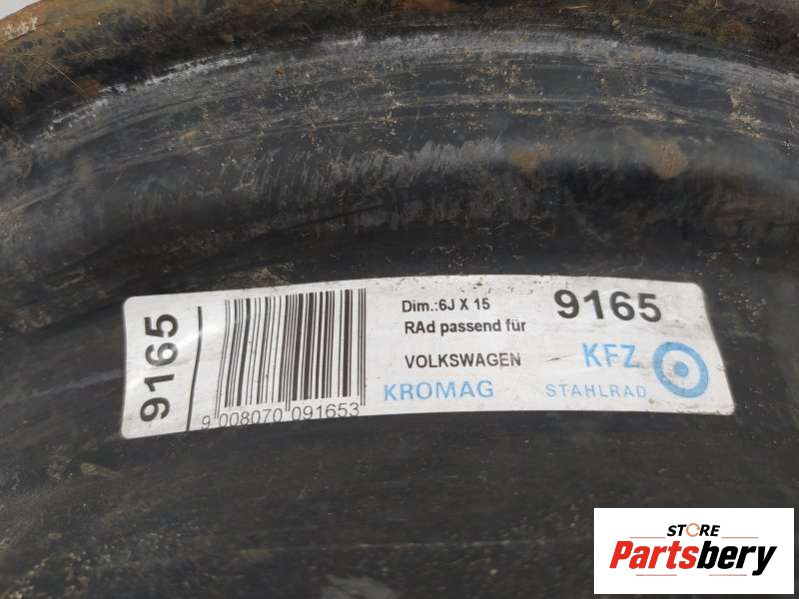 9165
9 008070 091653
Dim.:6J X 15
RAd passend für
VOLKSWAGEN
KROMAG
9165
KFZ
STAHLRAD
STORE
Partsbery